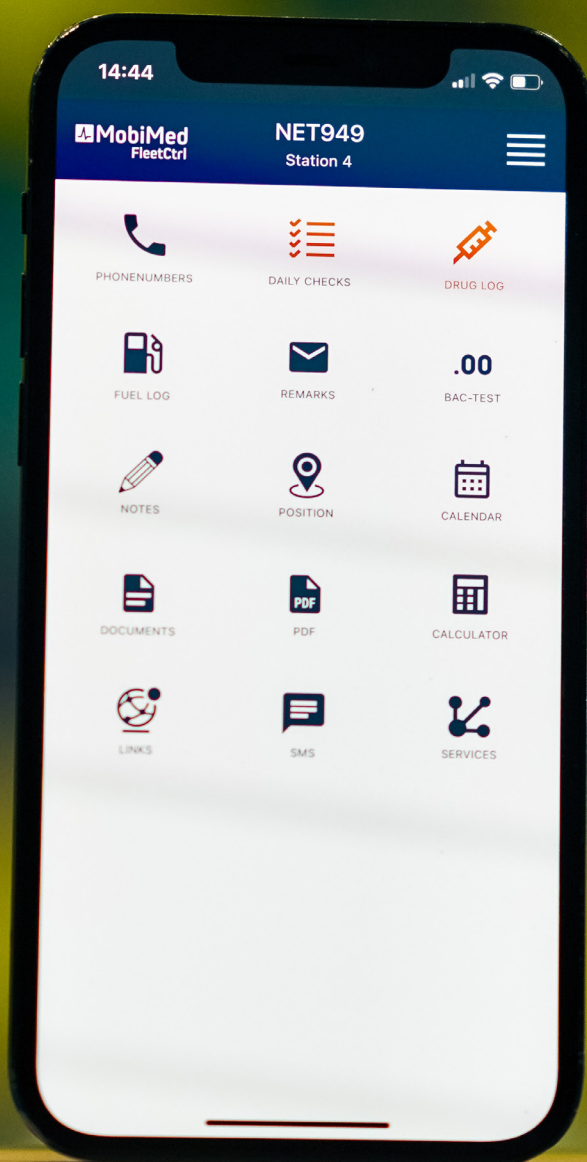 14:44
MobiMed
FleetCtrl
NET949
Station 4
PHONENUMBERS
DAILY CHECKS
DRUG LOG
FUEL LOG
REMARKS
.00
BAC-TEST
NOTES
POSITION
CALENDAR
DOCUMENTS
PDF
PDF
CALCULATOR
LINKS
SMS
SERVICES